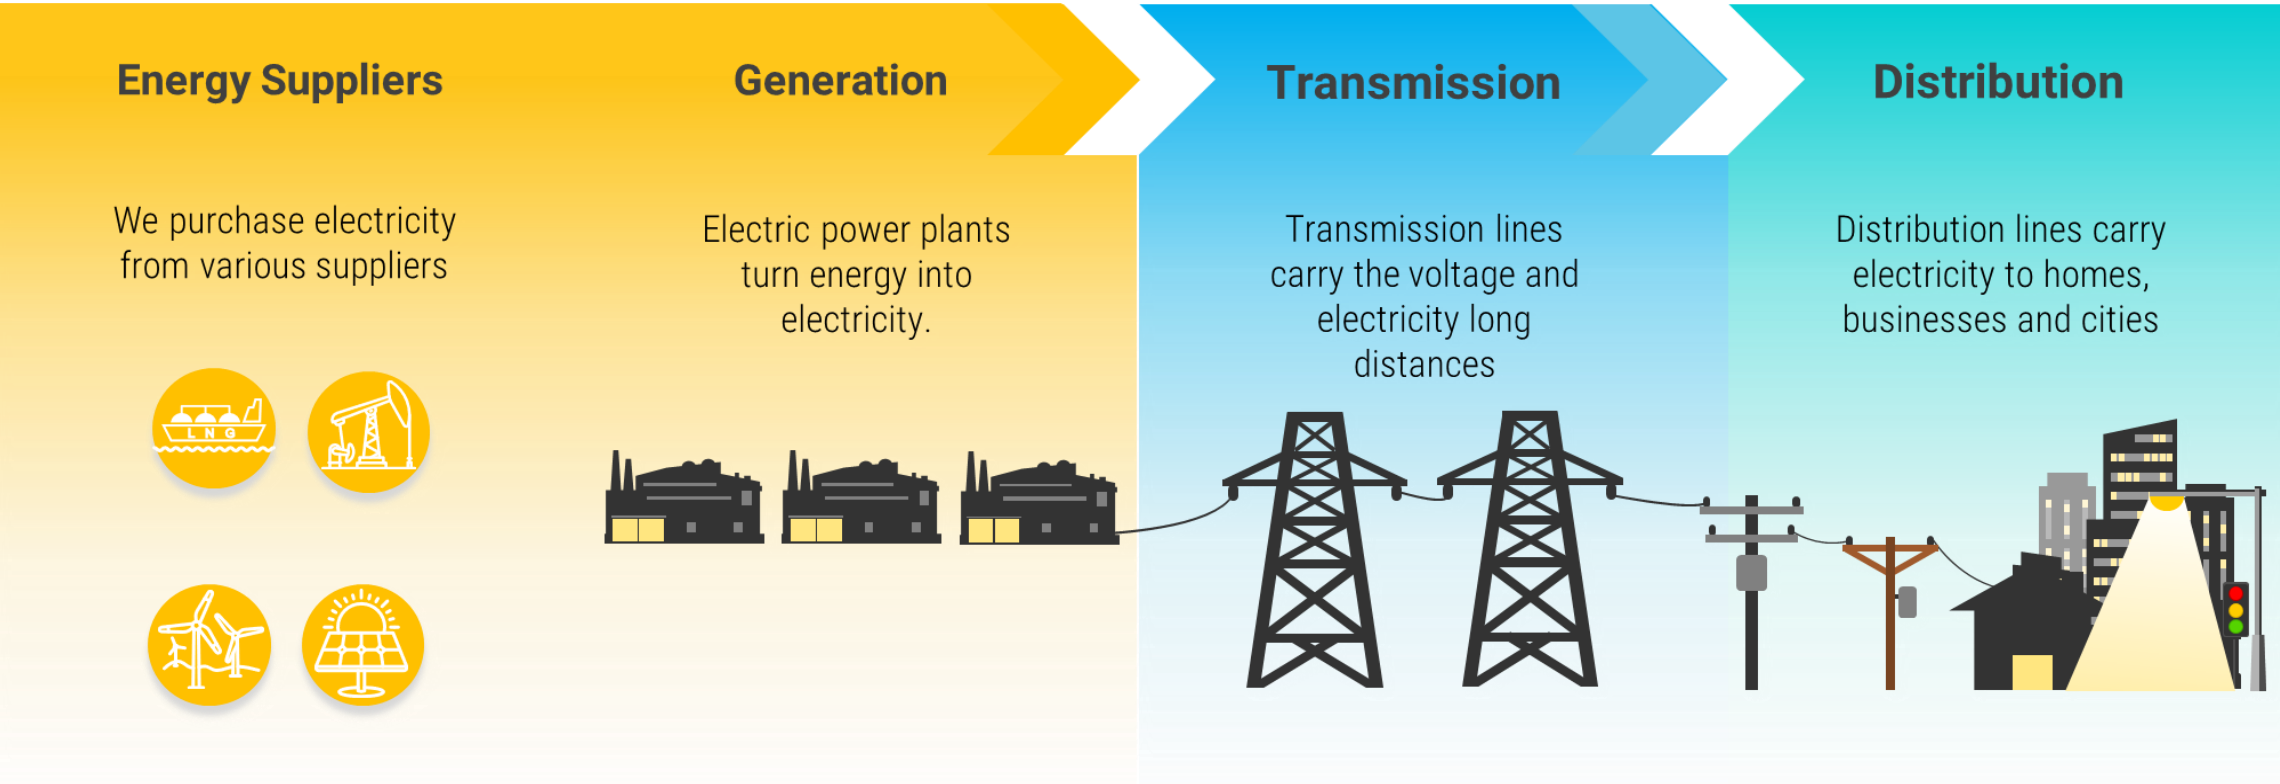 Energy Suppliers
Generation
Transmission
Distribution
We purchase electricity
from various suppliers
Electric power plants
turn energy into
electricity.
Transmission lines
carry the voltage and
electricity long
distances
Distribution lines carry
electricity to homes,
businesses and cities
LNG